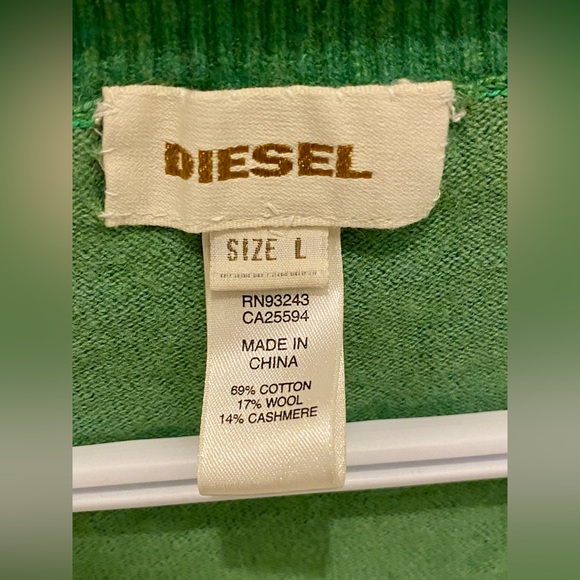 DIESEL
SIZE L
RN93243
CA25594
MADE IN
CHINA
69% COTTON
17% WOOL
14% CASHMERE